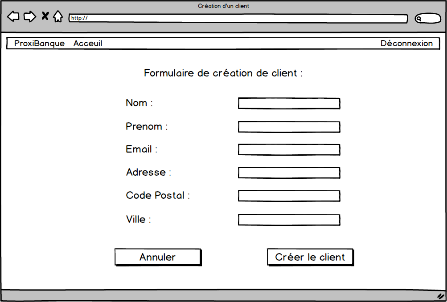 Création d'un client
http://
ProxiBanque Acceuil Déconnexion
Formulaire de création de client :
Nom :
Prenom :
Email :
Adresse :
Code Postal :
Ville :
Annuler Créer le client